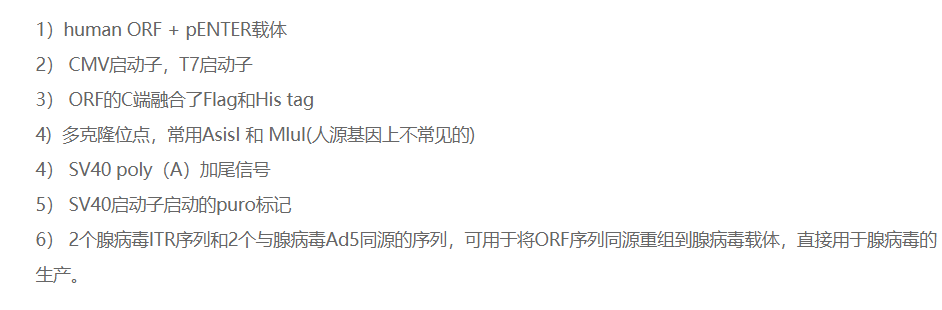 1）human ORF + pENTER载体
2） CMV启动子，T7启动子
3） ORF的C端融合了Flag和His tag
4）多克隆位点，常用AsisI 和 MluI(人源基因上不常见的)
4） SV40 poly（A）加尾信号
5） SV40启动子启动的puro标记
6） 2个腺病毒ITR序列和2个与腺病毒Ad5同源的序列，可用于将ORF序列同源重组到腺病毒载体，直接用于腺病毒的
生产。